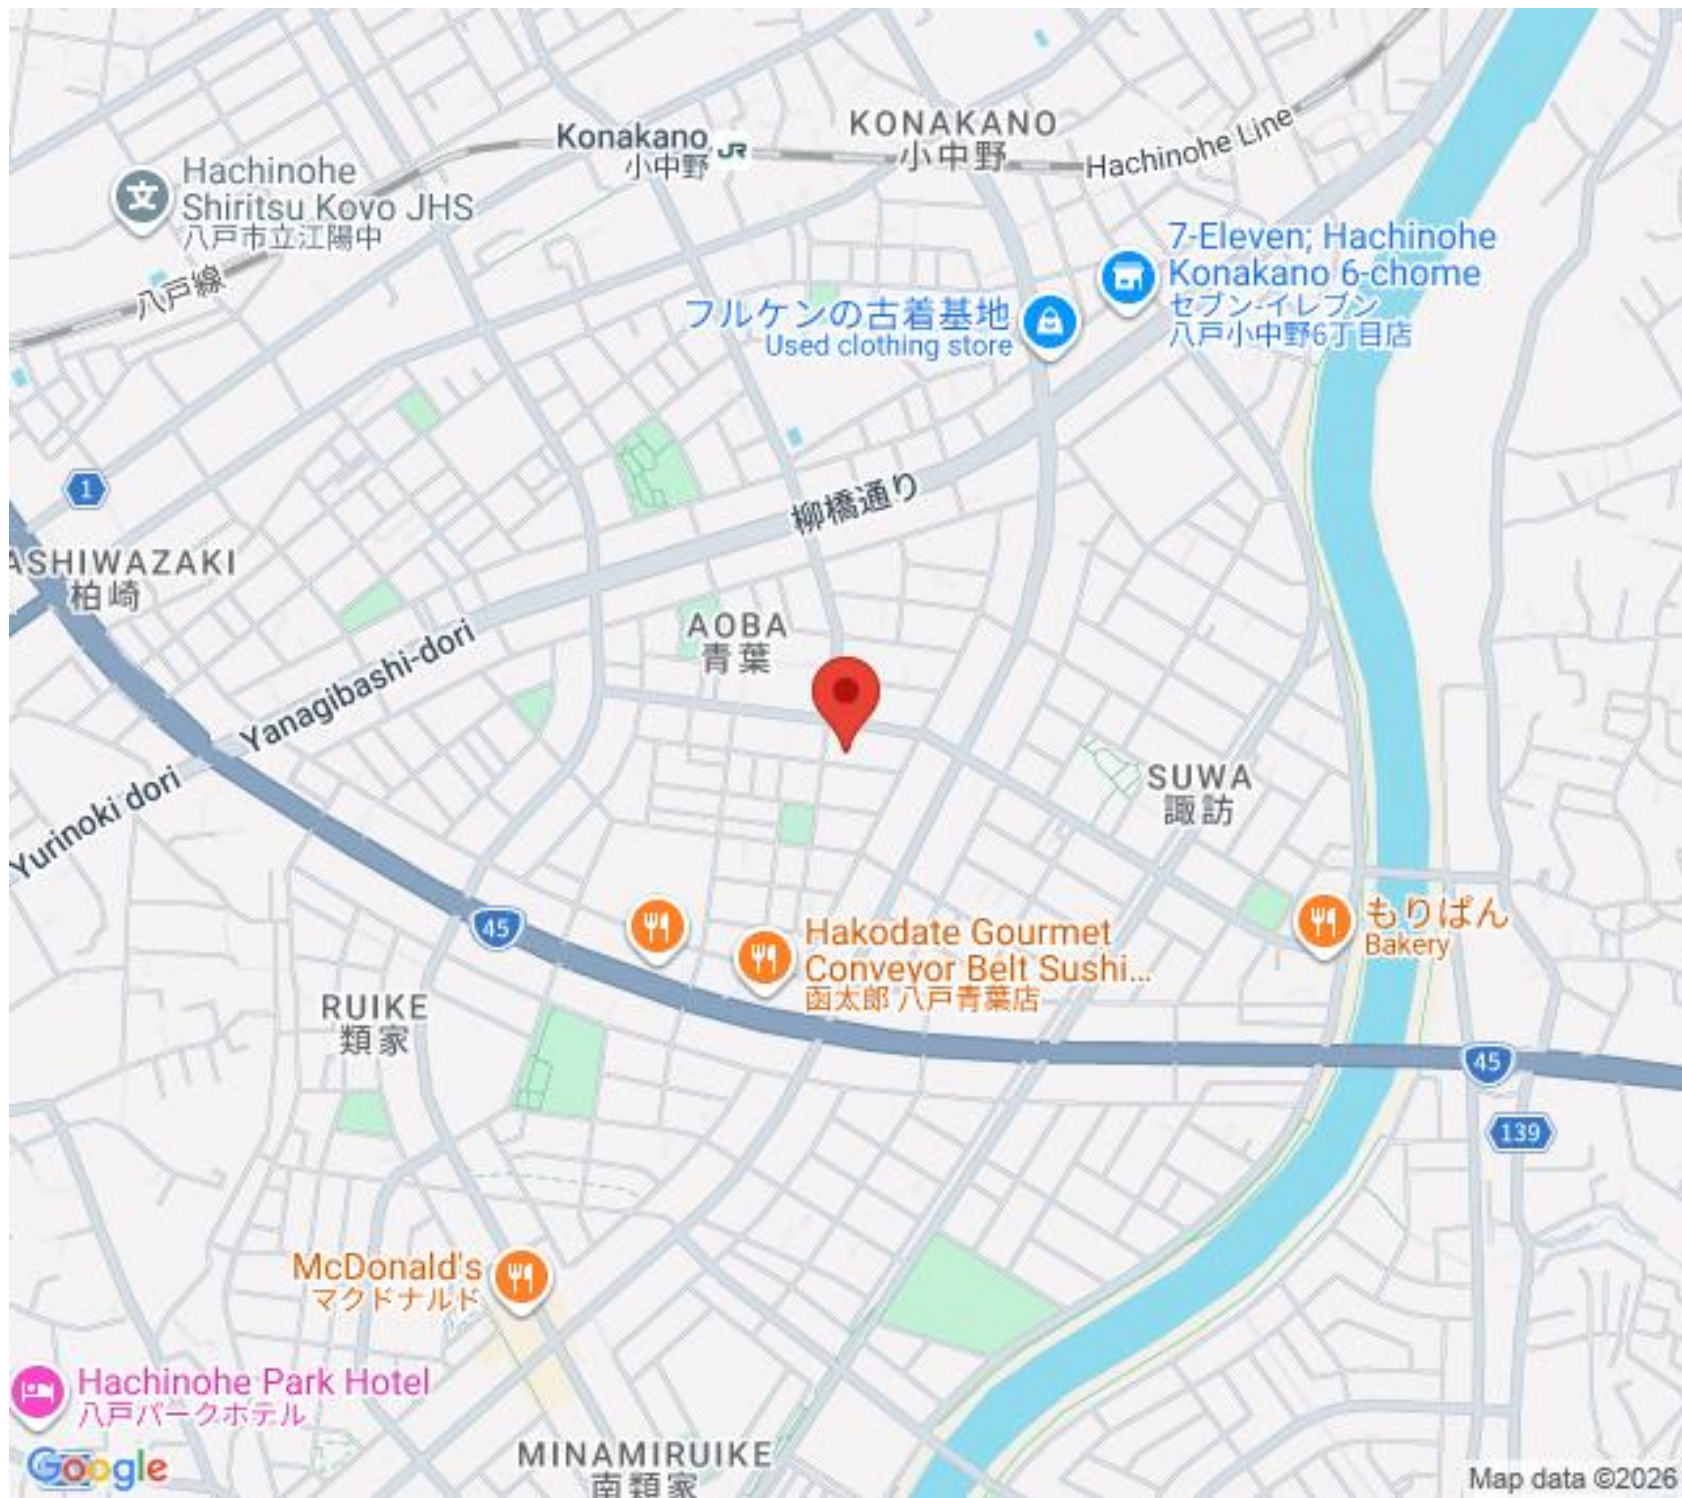 KONAKANO
小中野
Konakano
小中野
JR
Hachinohe Line
Hachinohe
Shiritsu Koyo JHS
八戸市立江陽中
八戸線
7-Eleven; Hachinohe
Konakano 6-chome
セブン-イレブン
八戸小中野6丁目店
フルケンの古着基地
Used clothing store
1
柳橋通り
ASHIWAZAKI
柏崎
AOBA
青葉
Yanagibashi-dori
Yurinoki dori
SUWA
諏訪
45
Hakodate Gourmet
Conveyor Belt Sushi...
函太郎 八戸青葉店
もりぱん
Bakery
RUIKE
類家
45
139
McDonald's
マクドナルド
Hachinohe Park Hotel
八戸パークホテル
MINAMIRUIKE
南類家
Google
Map data ©2026